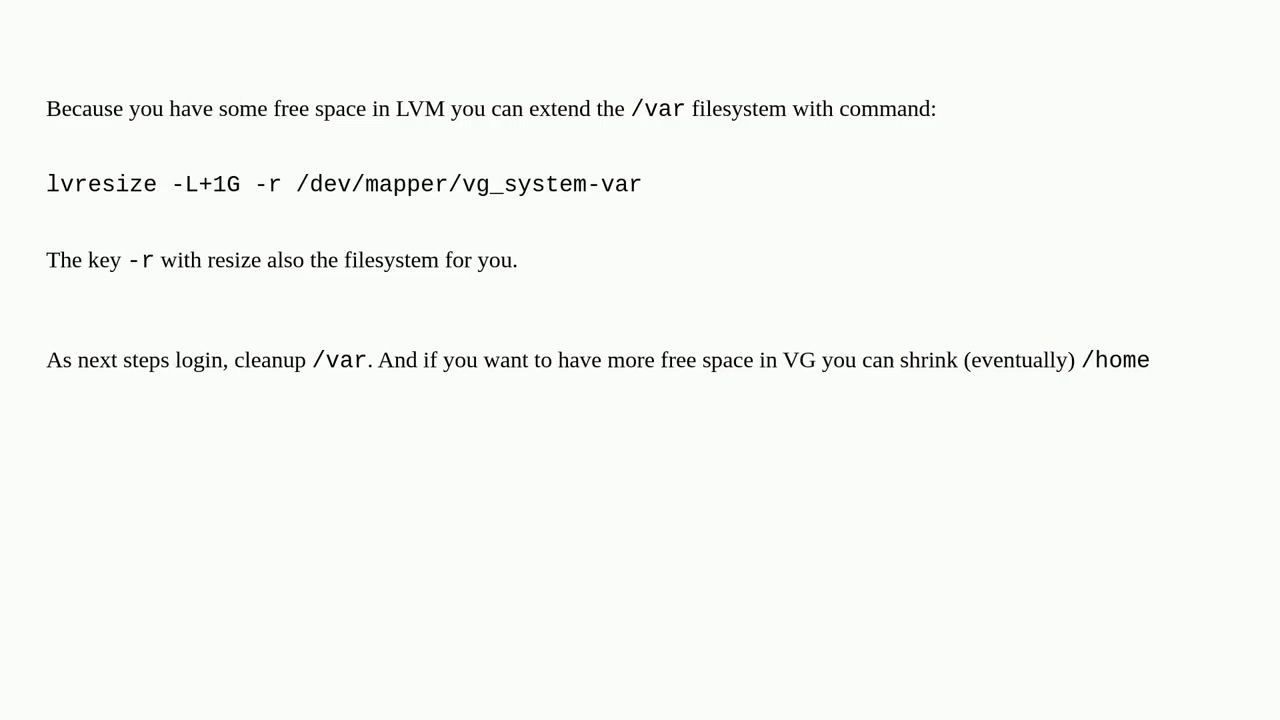 Because you have some free space in LVM you can extend the /var filesystem with command:
lvresize -L+1G -r /dev/mapper/vg_system-var
The key -r with resize also the filesystem for you.
As next steps login, cleanup /var. And if you want to have more free space in VG you can shrink (eventually) /home